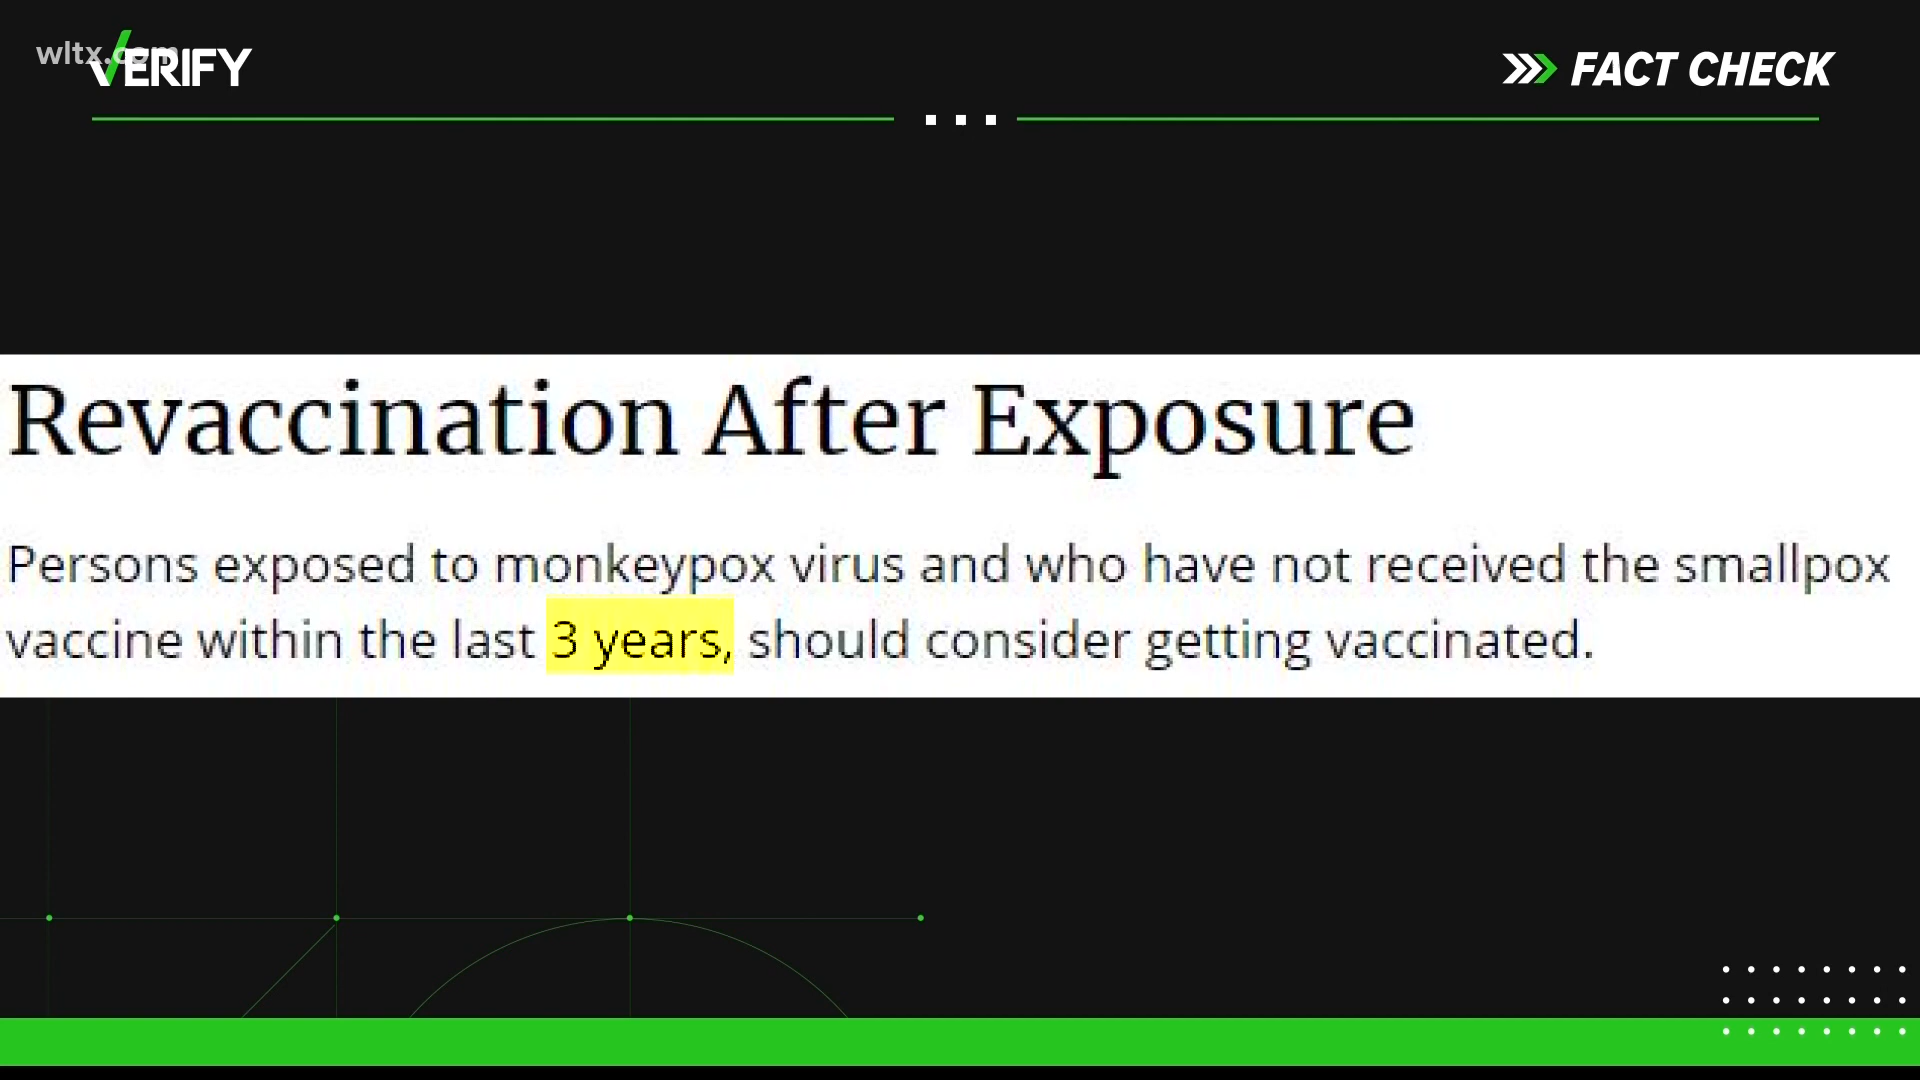 wltx.com
VERIFY
FACT CHECK
Revaccination After Exposure
Persons exposed to monkeypox virus and who have not received the smallpox
vaccine within the last 3 years, should consider getting vaccinated.